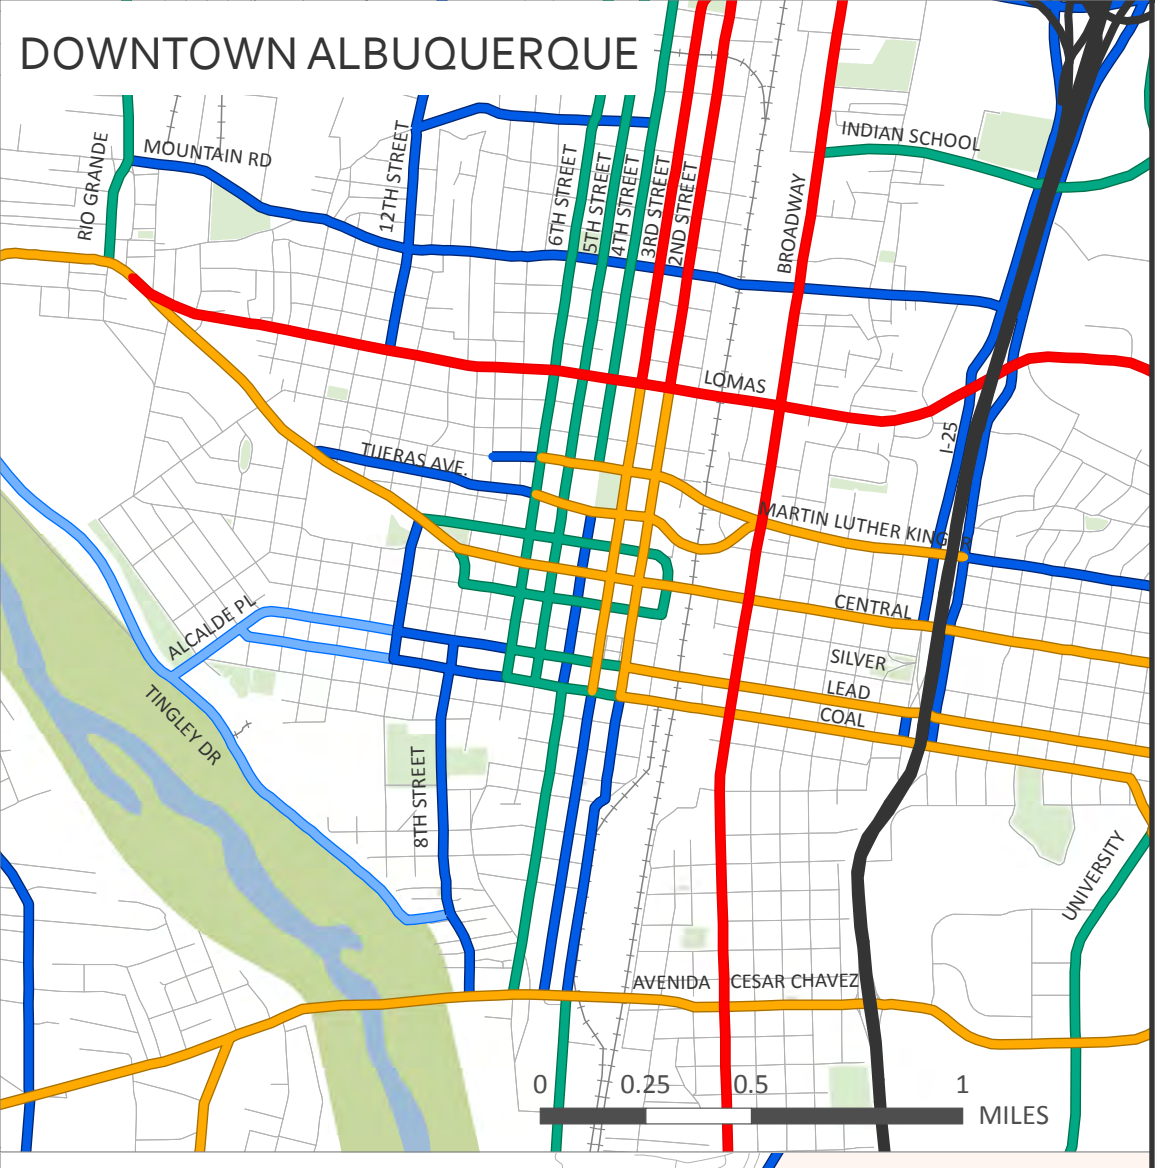 DOWNTOWN ALBUQUERQUE
RIO GRANDE
MOUNTAIN RD
12TH STREET
6TH STREET
5TH STREET
4TH STREET
3RD STREET
2ND STREET
BROADWAY
INDIAN SCHOOL
LOMAS
I-25
TIJERAS AVE.
MARTIN LUTHER KING JR
CENTRAL
ALCALDE PL
SILVER
LEAD
COAL
TINGLEY DR
8TH STREET
UNIVERSITY
AVENIDA CESAR CHAVEZ
0 0.25 0.5 1
MILES